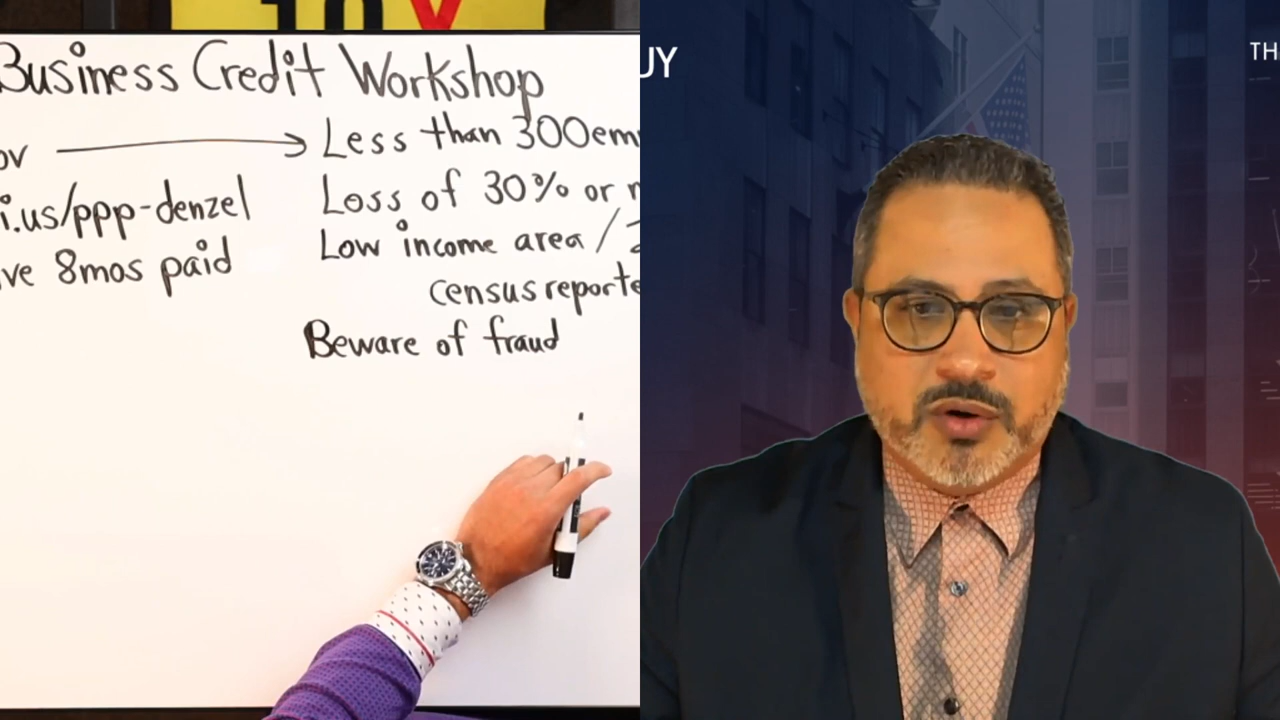 10X
Business Credit Workshop
ov → Less than 300em
i.us/ppp-denzel
Loss of 30% or
ve 8mos paid
Low income area /
census reporte
Beware of fraud
UY
TH